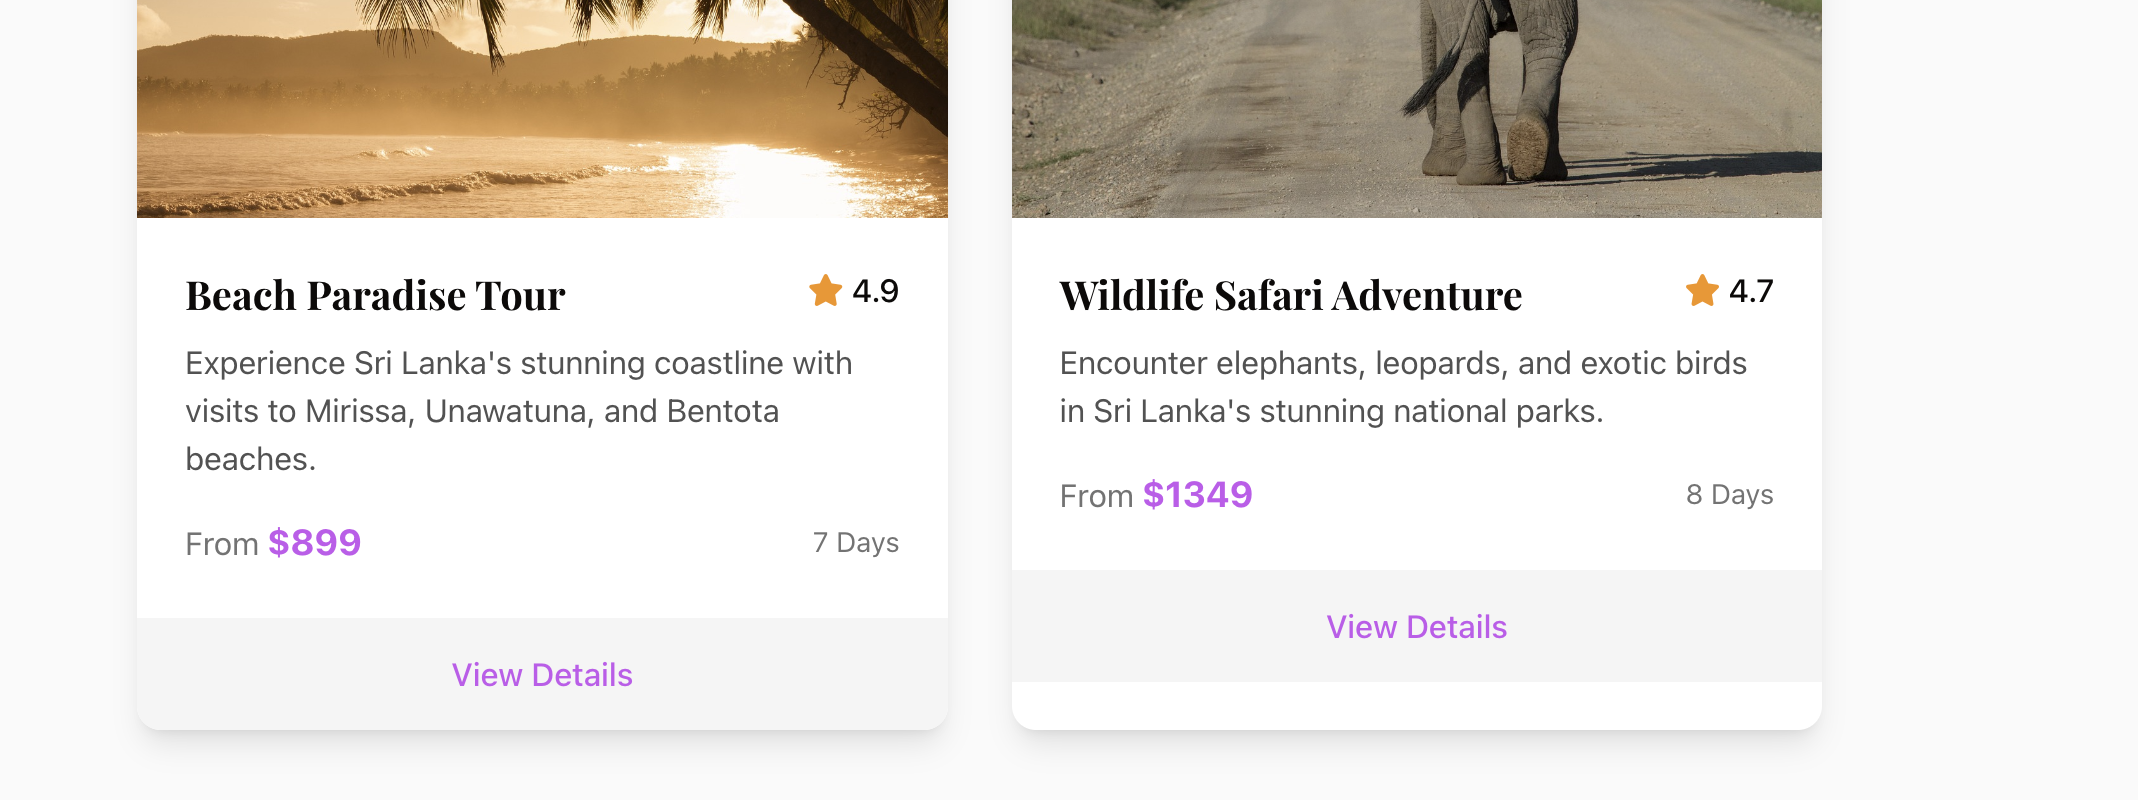 Beach Paradise Tour
4.9
Experience Sri Lanka's stunning coastline with
visits to Mirissa, Unawatuna, and Bentota
beaches.
From $899
7 Days
View Details
Wildlife Safari Adventure
4.7
Encounter elephants, leopards, and exotic birds
in Sri Lanka's stunning national parks.
From $1349
8 Days
View Details